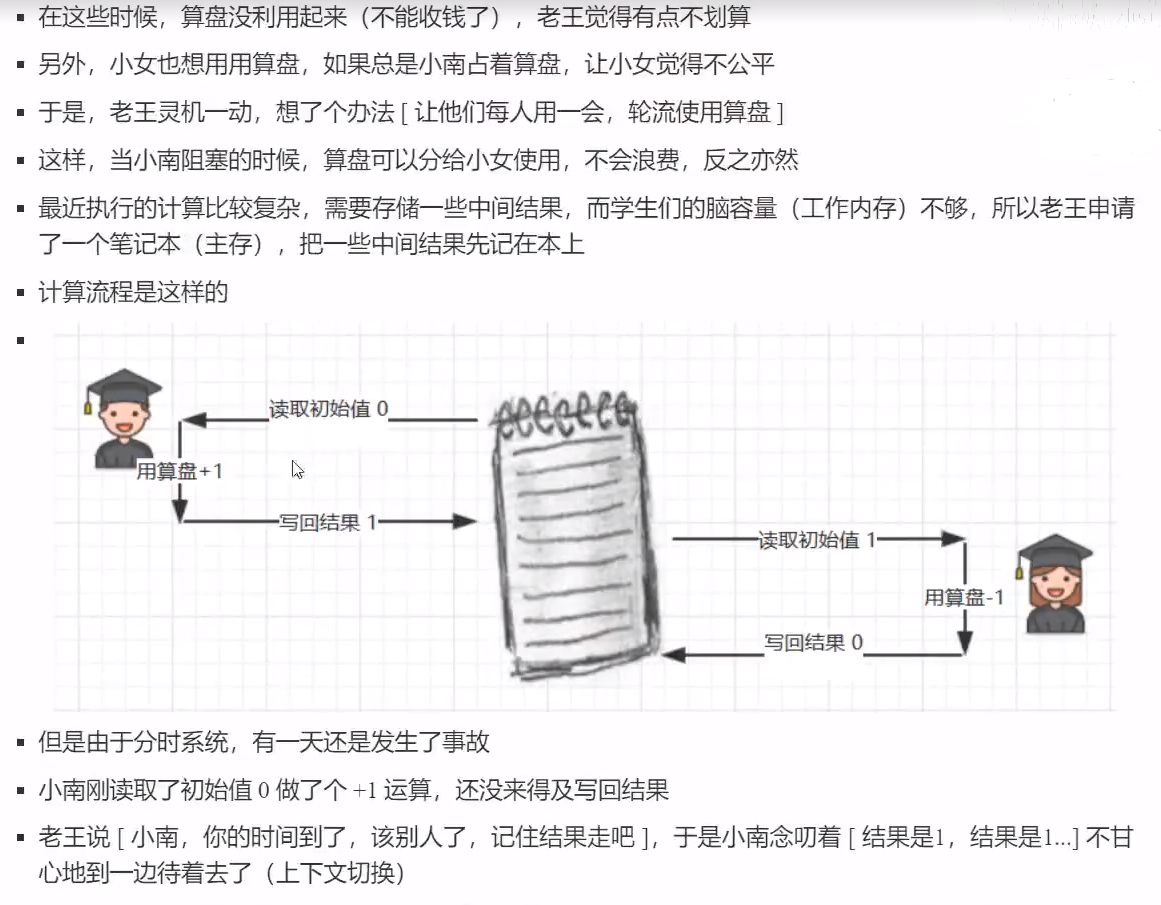 ▪ 在这些时候，算盘没利用起来（不能收钱了），老王觉得有点不划算
▪ 另外，小女也想用用算盘，如果总是小南占着算盘，让小女觉得不公平
▪ 于是，老王灵机一动，想了个办法 [ 让他们每人用一会，轮流使用算盘 ]
▪ 这样，当小南阻塞的时候，算盘可以分给小女使用，不会浪费，反之亦然
▪ 最近执行的计算比较复杂，需要存储一些中间结果，而学生们的脑容量（工作内存）不够，所以老王申请
了一个笔记本（主存），把一些中间结果先记在本上
▪ 计算流程是这样的
▪
读取初始值 0
用算盘+1
写回结果 1
读取初始值 1
用算盘-1
写回结果 0
▪ 但是由于分时系统，有一天还是发生了事故
▪ 小南刚读取了初始值 0 做了个 +1 运算，还没来得及写回结果
▪ 老王说 [ 小南，你的时间到了，该别人了，记住结果走吧 ]，于是小南念叨着 [ 结果是1，结果是1...] 不甘
心地到一边待着去了（上下文切换）